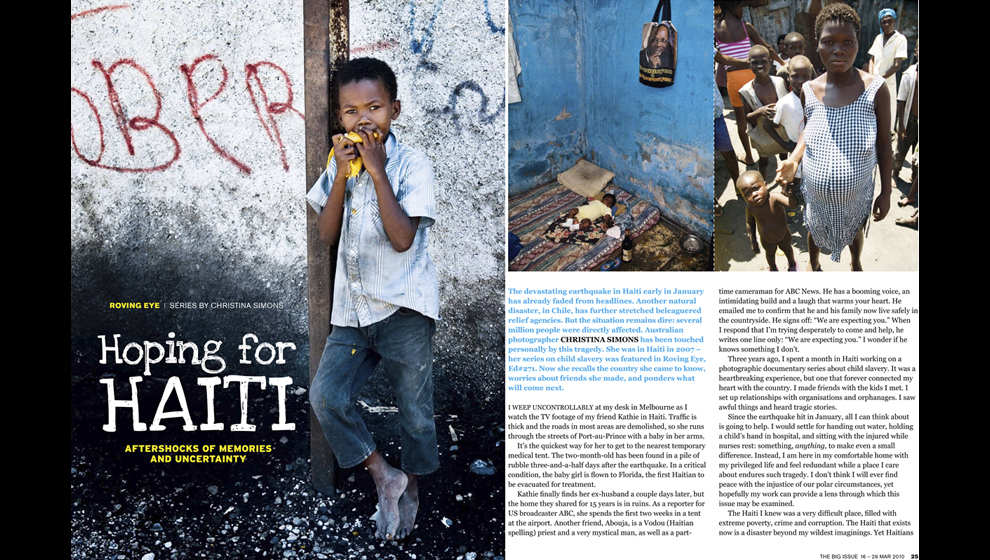 OBPR
ROVING EYE | SERIES BY CHRISTINA SIMONS
Hoping for
HAITI
AFTERSHOCKS OF MEMORIES
AND UNCERTAINTY
The devastating earthquake in Haiti early in January
has already faded from headlines. Another natural
disaster, in Chile, has further stretched beleaguered
relief agencies. But the situation remains dire: several
million people were directly affected. Australian
photographer CHRISTINA SIMONS has been touched
personally by this tragedy. She was in Haiti in 2007 –
her series on child slavery was featured in Roving Eye,
Ed#271. Now she recalls the country she came to know,
worries about friends she made, and ponders what
will come next.
I WEEP UNCONTROLLABLY at my desk in Melbourne as I
watch the TV footage of my friend Kathie in Haiti. Traffic is
thick and the roads in most areas are demolished, so she runs
through the streets of Port-au-Prince with a baby in her arms.
It's the quickest way for her to get to the nearest temporary
medical tent. The two-month-old has been found in a pile of
rubble three-and-a-half days after the earthquake. In a critical
condition, the baby girl is flown to Florida, the first Haitian to
be evacuated for treatment.
Kathie finally finds her ex-husband a couple days later, but
the home they shared for 15 years is in ruins. As a reporter for
US broadcaster ABC, she spends the first two weeks in a tent
at the airport. Another friend, Abouja, is a Vodou (Haitian
spelling) priest and a very mystical man, as well as a part-
time cameraman for ABC News. He has a booming voice, an
intimidating build and a laugh that warms your heart. He
emailed me to confirm that he and his family now live safely in
the countryside. He signs off: "We are expecting you." When
I respond that I'm trying desperately to come and help, he
writes one line only: "We are expecting you." I wonder if he
knows something I don't.
Three years ago, I spent a month in Haiti working on a
photographic documentary series about child slavery. It was a
heartbreaking experience, but one that forever connected my
heart with the country. I made friends with the kids I met. I
set up relationships with organisations and orphanages. I saw
awful things and heard tragic stories.
Since the earthquake hit in January, all I can think about
is going to help. I would settle for handing out water, holding
a child's hand in hospital, and sitting with the injured while
nurses rest: something, anything, to make even a small
difference. Instead, I am here in my comfortable home with
my privileged life and feel redundant while a place I care
about endures such tragedy. I don't think I will ever find
peace with the injustice of our polar circumstances, yet
hopefully my work can provide a lens through which this
issue may be examined.
The Haiti I knew was a very difficult place, filled with
extreme poverty, crime and corruption. The Haiti that exists
now is a disaster beyond my wildest imaginings. Yet Haitians
THE BIG ISSUE 16 – 29 MAR 2010 25